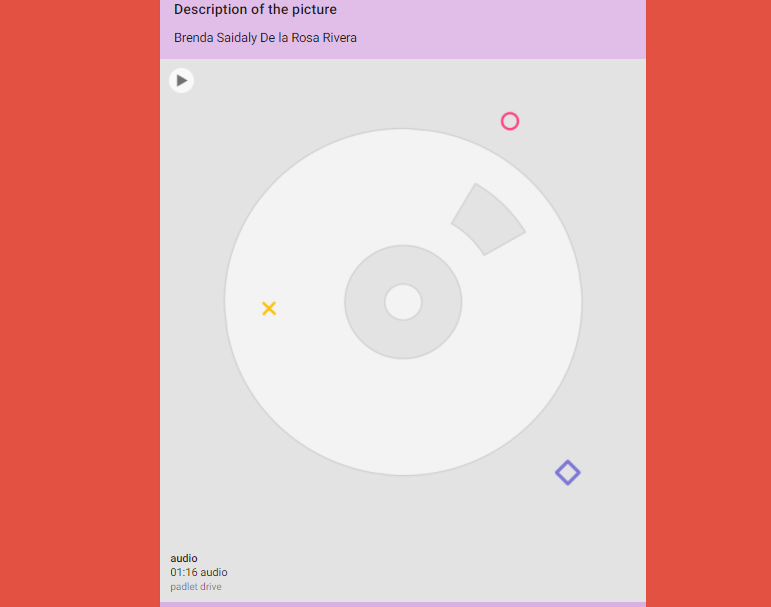 Description of the picture
Brenda Saidaly De la Rosa Rivera
audio
01:16 audio
padlet drive